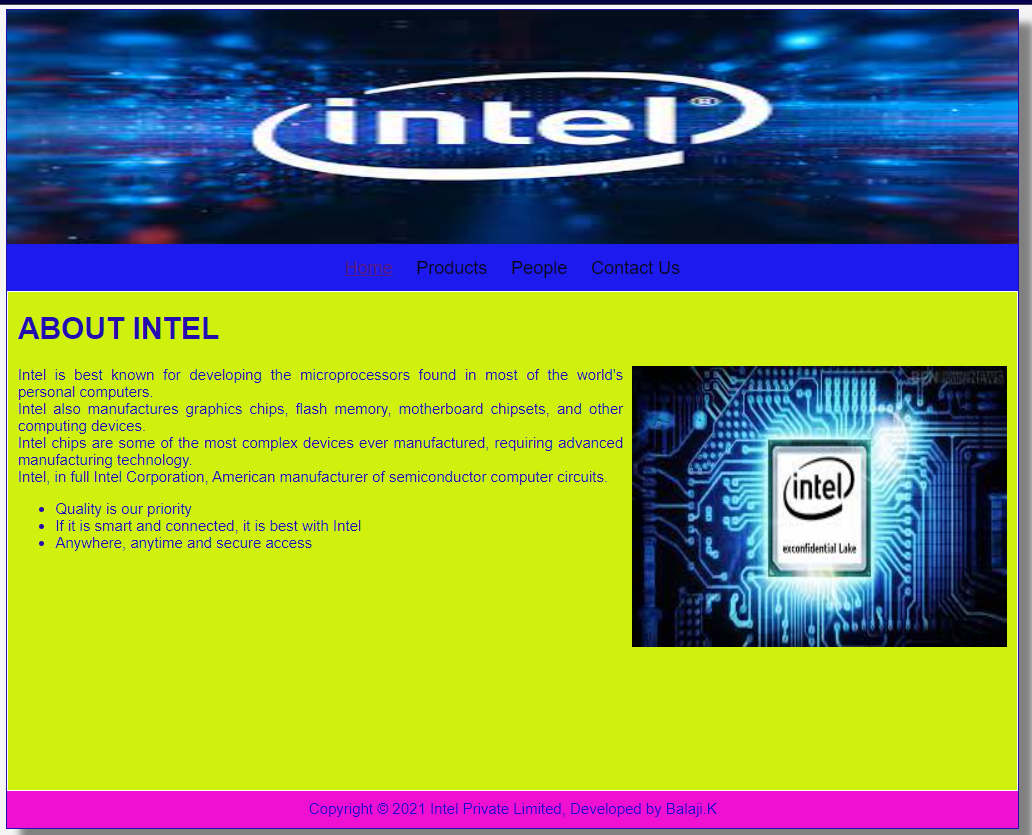 intel®
Home Products People Contact Us
ABOUT INTEL
Intel is best known for developing the microprocessors found in most of the world's
personal computers.
Intel also manufactures graphics chips, flash memory, motherboard chipsets, and other
computing devices.
Intel chips are some of the most complex devices ever manufactured, requiring advanced
manufacturing technology.
Intel, in full Intel Corporation, American manufacturer of semiconductor computer circuits.
Quality is our priority
If it is smart and connected, it is best with Intel
Anywhere, anytime and secure access
NEWS
intel
exconfidential Lake
Copyright © 2021 Intel Private Limited, Developed by Balaji.K